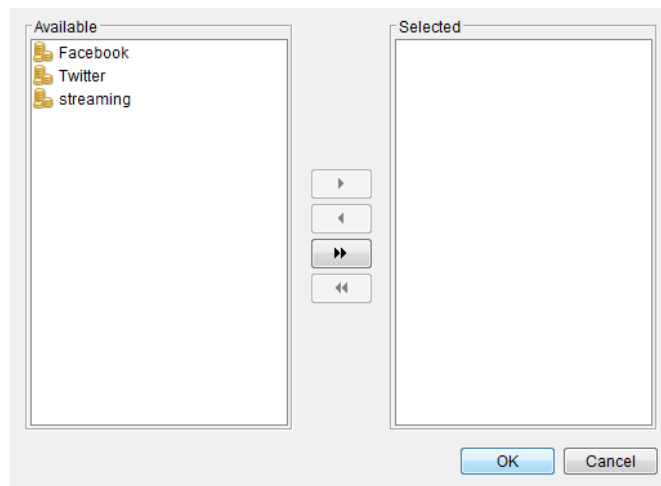 Available
Selected
Facebook
Twitter
streaming
OK
Cancel